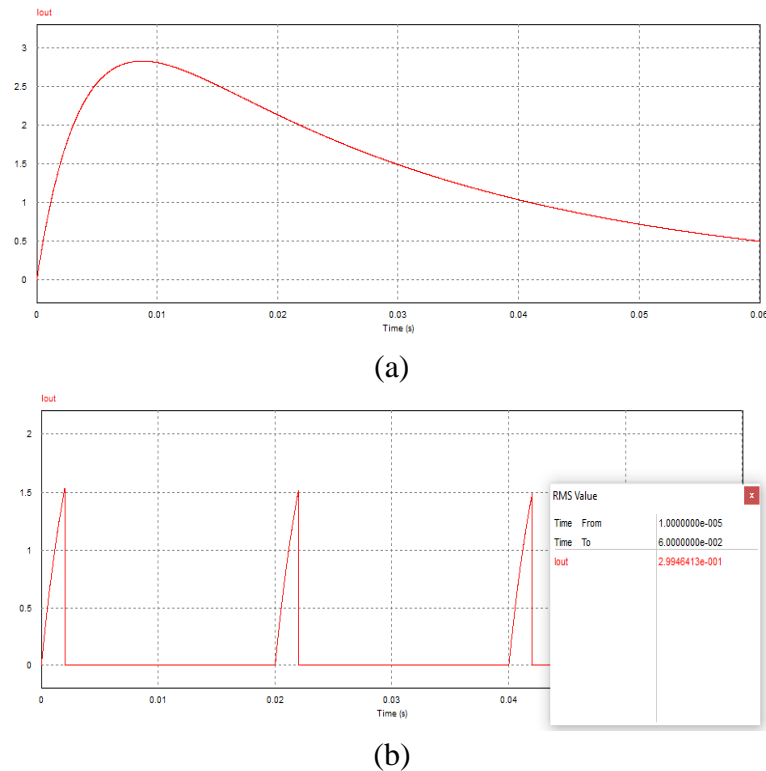 Iout
3
2.5
2
1.5
1
0.5
0
0 0.01 0.02 0.03 0.04 0.05 0.06
Time (s)
(a)
Iout
2
1.5
1
0.5
0
0 0.01 0.02 0.03 0.04
Time (s)
RMS Value x
Time From 1.0000000e-005
Time To 6.0000000e-002
Iout 2.9946413e-001
(b)